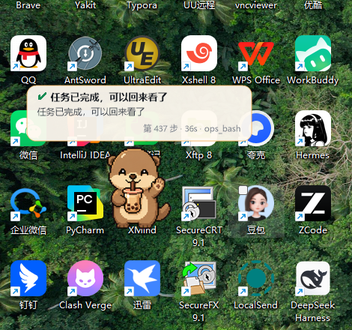 Brave
Yakit
Typora
UU远程
vncviewer
优酷
UE
W
QQ
AntSword
UltraEdit
Xshell 8
WPS Office
WorkBuddy
✔ 任务已完成，可以回来看了
任务已完成，可以回来看了
第 437 步 · 36s · ops_bash
微信
IntelliJ IDEA
Xftp 8
夸克
Hermes
PC
Z
企业微信
PyCharm
XMind
SecureCRT
9.1
豆包
ZCode
钉钉
Clash Verge
迅雷
SecureFX
9.1
LocalSend
DeepSeek
Harness